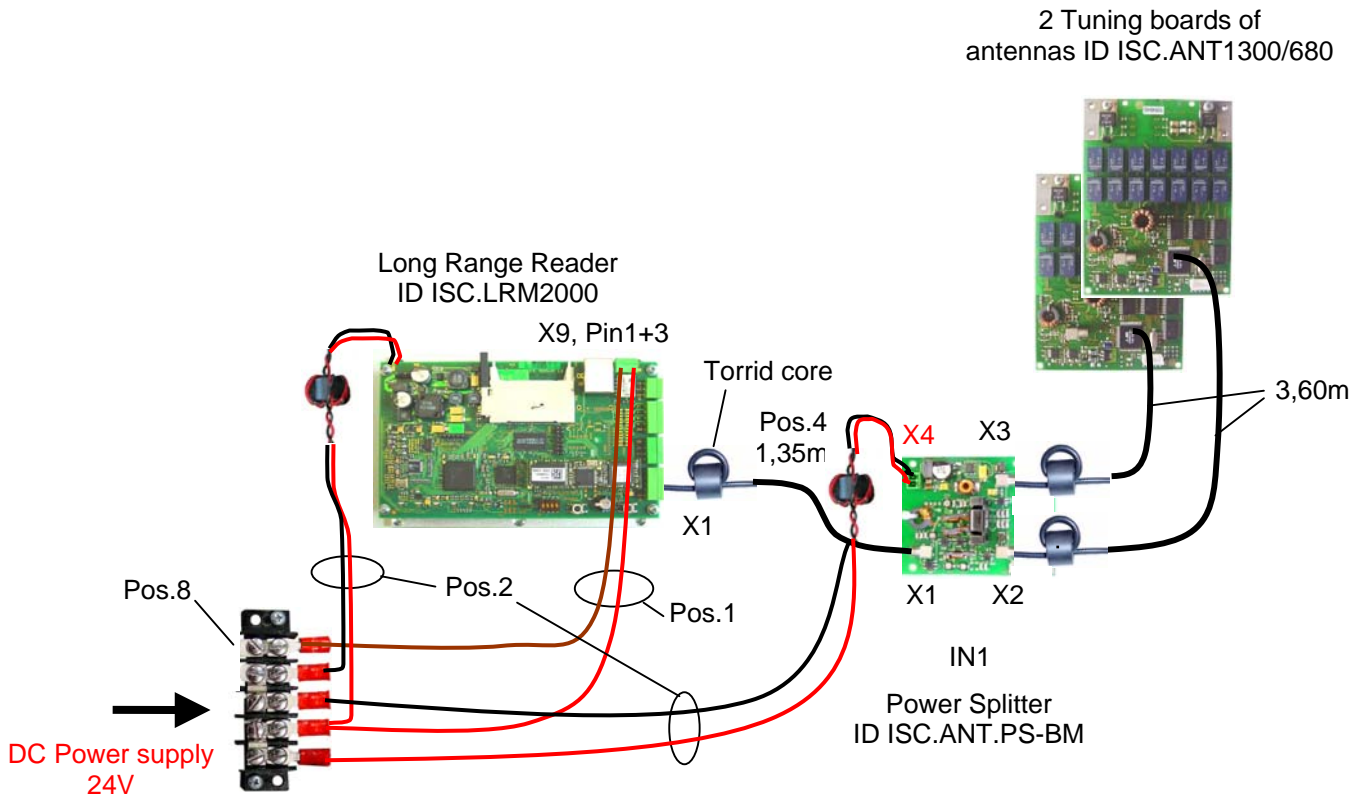 2 Tuning boards of
antennas ID ISC.ANT1300/680
Long Range Reader
ID ISC.LRM2000
X9, Pin1+3
Torrid core
Pos.4
1,35m
X4
X3
3,60m
X1
Pos.8
Pos.2
Pos.1
X1
X2
IN1
Power Splitter
ID ISC.ANT.PS-BM
DC Power supply
24V